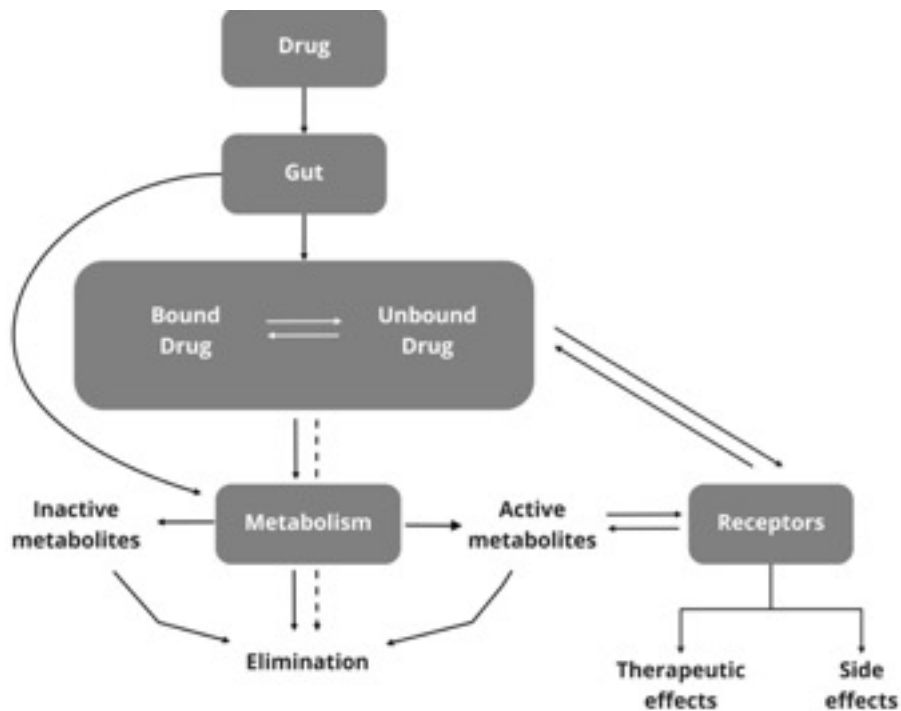 Drug
Gut
Bound
Drug
Unbound
Drug
Inactive
metabolites
Metabolism
Active
metabolites
Receptors
Elimination
Therapeutic
effects
Side
effects